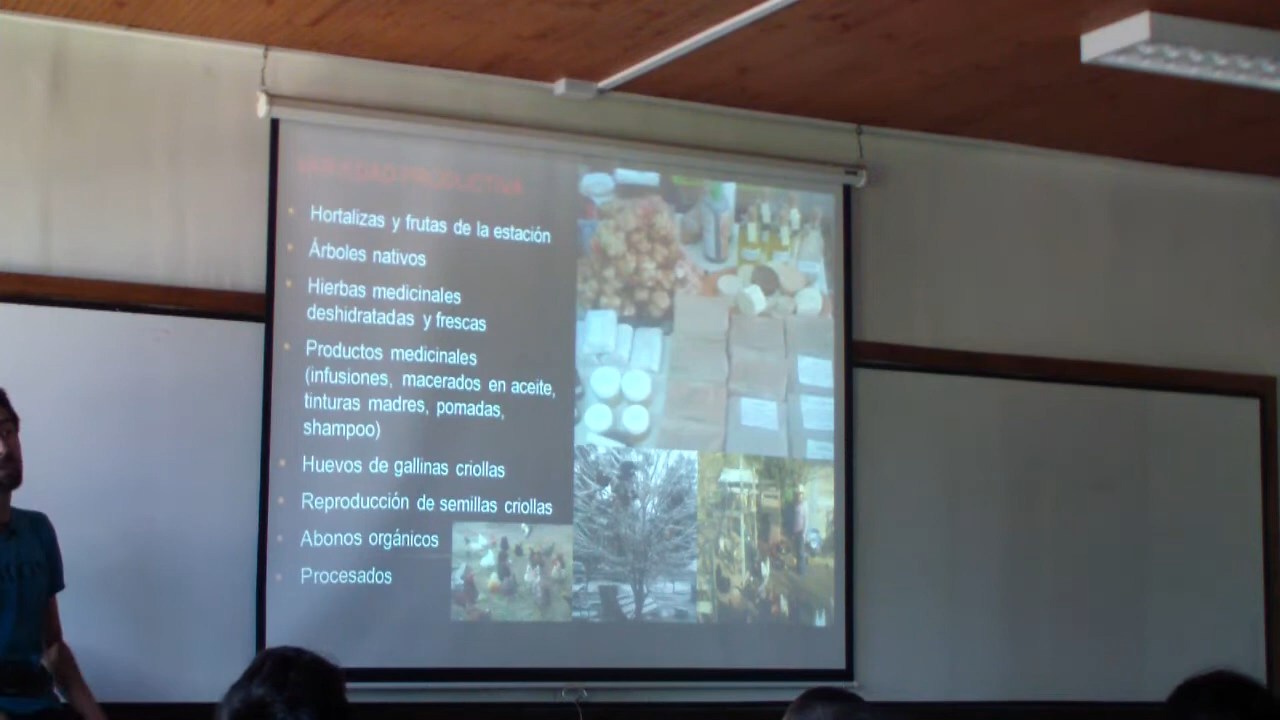 Hortalizas y frutas de la estación
Árboles nativos
Hierbas medicinales
deshidratadas y frescas
Productos medicinales
(infusiones, macerados en aceite,
tinturas madres, pomadas,
shampoo)
Huevos de gallinas criollas
Reproducción de semillas criollas
Abonos orgánicos
Procesados